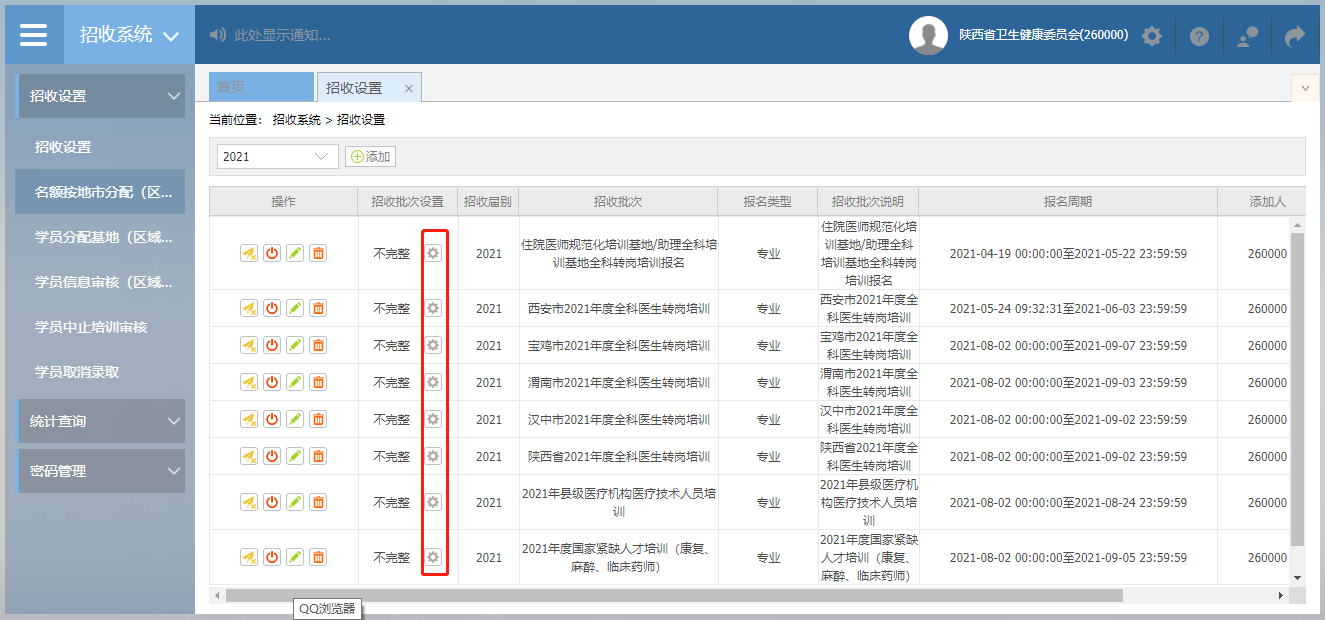 招收系统
此处显示通知...
陕西省卫生健康委员会(260000)
招收设置
招收设置
名额按地市分配（区...
学员分配基地（区域...
学员信息审核（区域...
学员中止培训审核
学员取消录取
统计查询
密码管理
首页
招收设置
当前位置： 招收系统 > 招收设置
2021
添加
操作 招收批次设置 招收届别 招收批次 报名类型 招收批次说明 报名周期 添加人
不完整 2021 住院医师规范化培训基地/助理全科培
训基地全科转岗培训报名 专业 住院医师规范化培
训基地/助理全科
培训基地全科转岗
培训报名 2021-04-19 00:00:00至2021-05-22 23:59:59 260000
不完整 2021 西安市2021年度全科医生转岗培训 专业 西安市2021年度全
科医生转岗培训 2021-05-24 09:32:31至2021-06-03 23:59:59 260000
不完整 2021 宝鸡市2021年度全科医生转岗培训 专业 宝鸡市2021年度全
科医生转岗培训 2021-08-02 00:00:00至2021-09-07 23:59:59 260000
不完整 2021 渭南市2021年度全科医生转岗培训 专业 渭南市2021年度全
科医生转岗培训 2021-08-02 00:00:00至2021-09-03 23:59:59 260000
不完整 2021 汉中市2021年度全科医生转岗培训 专业 汉中市2021年度全
科医生转岗培训 2021-08-02 00:00:00至2021-09-02 23:59:59 260000
不完整 2021 陕西省2021年度全科医生转岗培训 专业 陕西省2021年度全
科医生转岗培训 2021-08-02 00:00:00至2021-09-02 23:59:59 260000
不完整 2021 2021年县级医疗机构医疗技术人员培
训 专业 2021年县级医疗机
构医疗技术人员培
训 2021-08-02 00:00:00至2021-08-24 23:59:59 260000
不完整 2021 2021年度国家紧缺人才培训（康复、
麻醉、临床药师） 专业 2021年度国家紧缺
人才培训（康复、
麻醉、临床药师） 2021-08-02 00:00:00至2021-09-05 23:59:59 260000
QQ浏览器